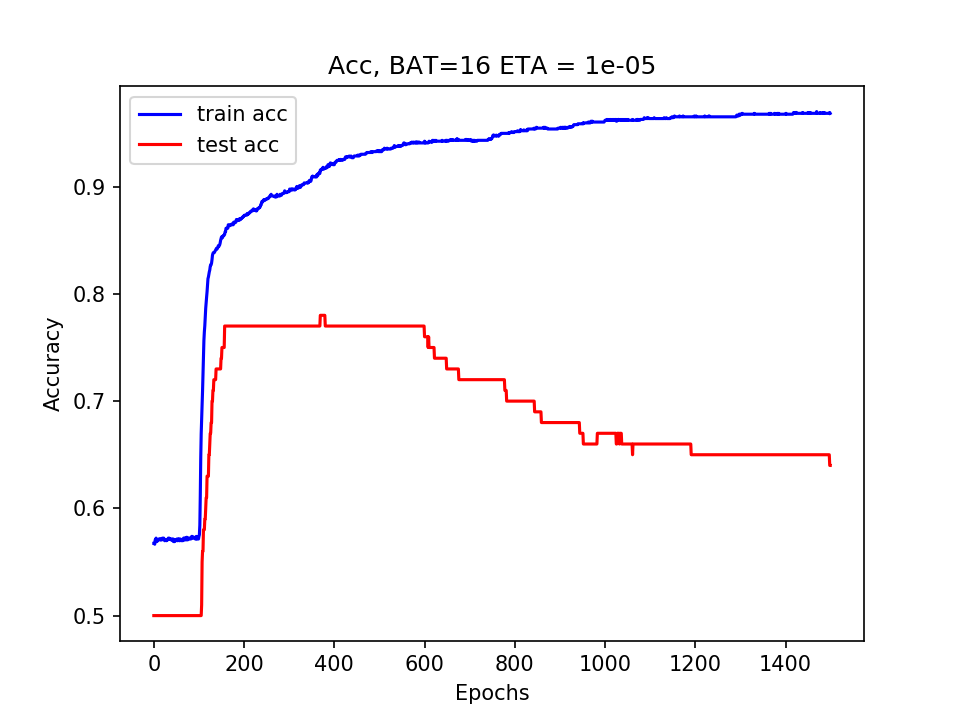 Acc, BAT=16 ETA = 1e-05
train acc
test acc
0.9
0.8
0.7
0.6
0.5
Accuracy
0 200 400 600 800 1000 1200 1400
Epochs